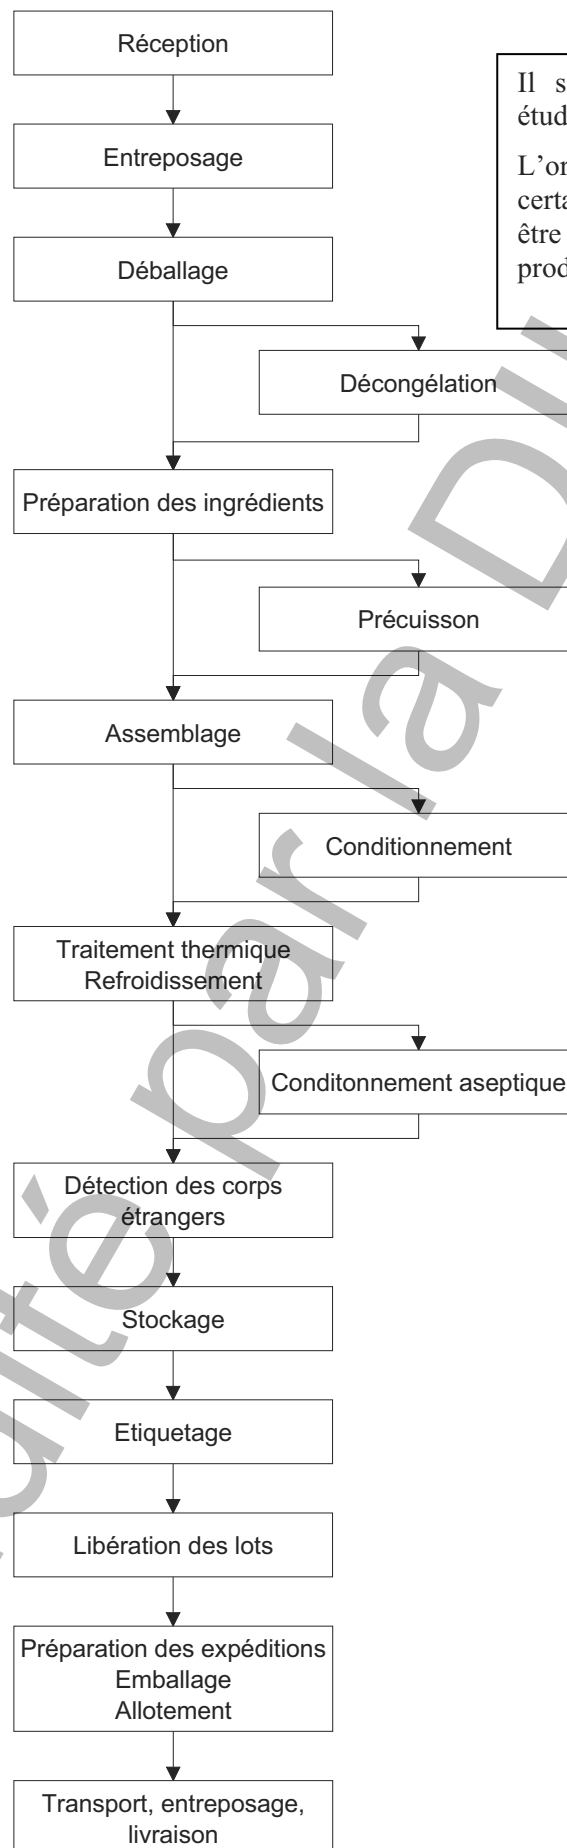 Réception
Il s
étud
Entreposage
L'or
certa
être
prod
Déballage
Décongélation
Préparation des ingrédients
Précuisson
Assemblage
Conditionnement
Traitement thermique
Refroidissement
Conditonnement aseptique
Détection des corps
étrangers
Stockage
Etiquetage
Libération des lots
Préparation des expéditions
Emballage
Allotement
Transport, entreposage,
livraison
par la